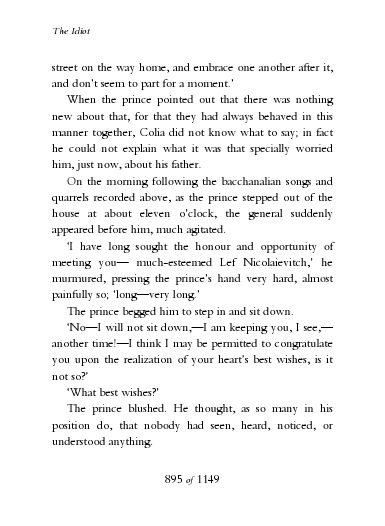 The Idiot
street on the way home, and embrace one another after it,
and don't seem to part for a moment.'
When the prince pointed out that there was nothing
new about that, for that they had always behaved in this
manner together, Colia did not know what to say; in fact
he could not explain what it was that specially worried
him, just now, about his father.
On the morning following the bacchanalian songs and
quarrels recorded above, as the prince stepped out of the
house at about eleven o'clock, the general suddenly
appeared before him, much agitated.
'I have long sought the honour and opportunity of
meeting you— much-esteemed Lef Nicolaievitch,' he
murmured, pressing the prince's hand very hard, almost
painfully so; 'long—very long.'
The prince begged him to step in and sit down.
'No—I will not sit down,—I am keeping you, I see,—
another time!—I think I may be permitted to congratulate
you upon the realization of your heart's best wishes, is it
not so?'
'What best wishes?'
The prince blushed. He thought, as so many in his
position do, that nobody had seen, heard, noticed, or
understood anything.
895 of 1149